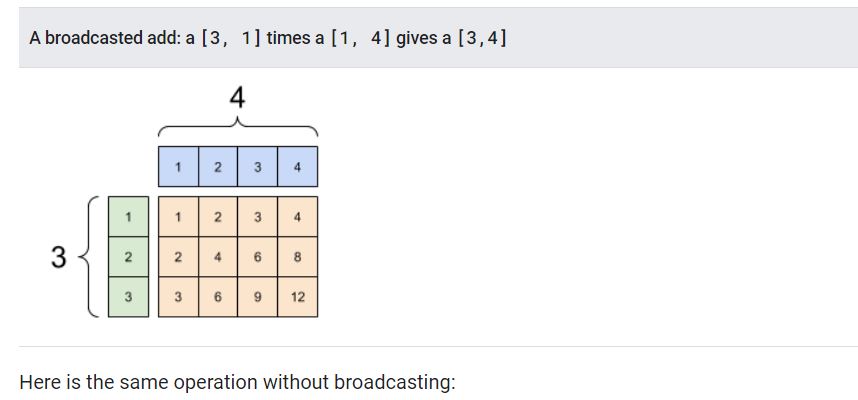 A broadcasted add: a [3, 1] times a [1, 4] gives a [3,4]
4
1 2 3 4
1 1 2 3 4
3
2 2 4 6 8
3 3 6 9 12
Here is the same operation without broadcasting: